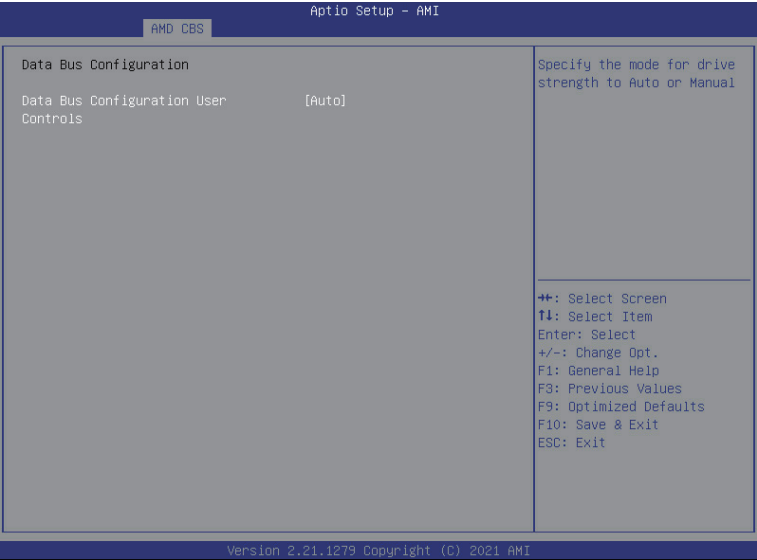 Aptio Setup – AMI
AMD CBS
Data Bus Configuration
Data Bus Configuration User [Auto]
Controls
Specify the mode for drive
strength to Auto or Manual
→←: Select Screen
↑↓: Select Item
Enter: Select
+/-: Change Opt.
F1: General Help
F3: Previous Values
F9: Optimized Defaults
F10: Save & Exit
ESC: Exit
Version 2.21.1279 Copyright (C) 2021 AMI